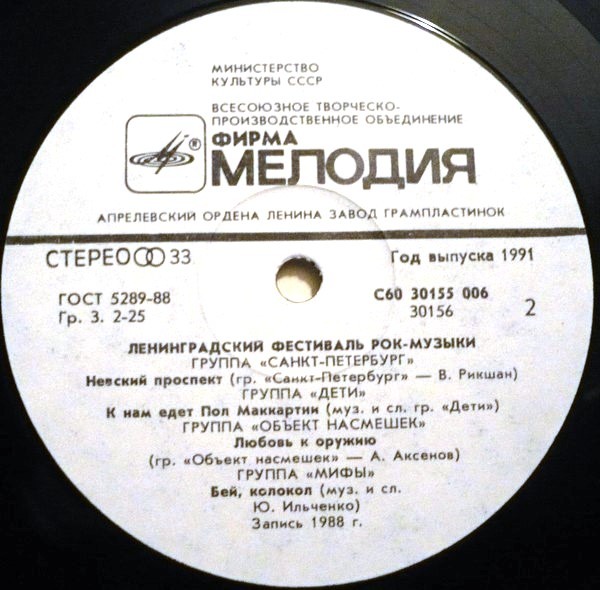 МИНИСТЕРСТВО
КУЛЬТУРЫ СССР
ВСЕСОЮЗНОЕ ТВОРЧЕСКО-
ПРОИЗВОДСТВЕННОЕ ОБЪЕДИНЕНИЕ
ФИРМА
®
МЕЛОДИЯ
АПРЕЛЕВСКИЙ ОРДЕНА ЛЕНИНА ЗАВОД ГРАМПЛАСТИНОК
СТЕРЕО 33
Год выпуска 1991
ГОСТ 5289-88
Гр. 3. 2-25
С60 30155 006
30156
2
ЛЕНИНГРАДСКИЙ ФЕСТИВАЛЬ РОК-МУЗЫКИ
ГРУППА «САНКТ-ПЕТЕРБУРГ»
Невский проспект (гр. «Санкт-Петербург» — В. Рикшан)
ГРУППА «ДЕТИ»
К нам едет Пол Маккартни (муз. и сл. гр. «Дети»)
ГРУППА «ОБЪЕКТ НАСМЕШЕК»
Любовь к оружию
(гр. «Объект насмешек» — А. Аксенов)
ГРУППА «МИФЫ»
Бей, колокол (муз. и сл.
Ю. Ильченко)
Запись 1988 г.